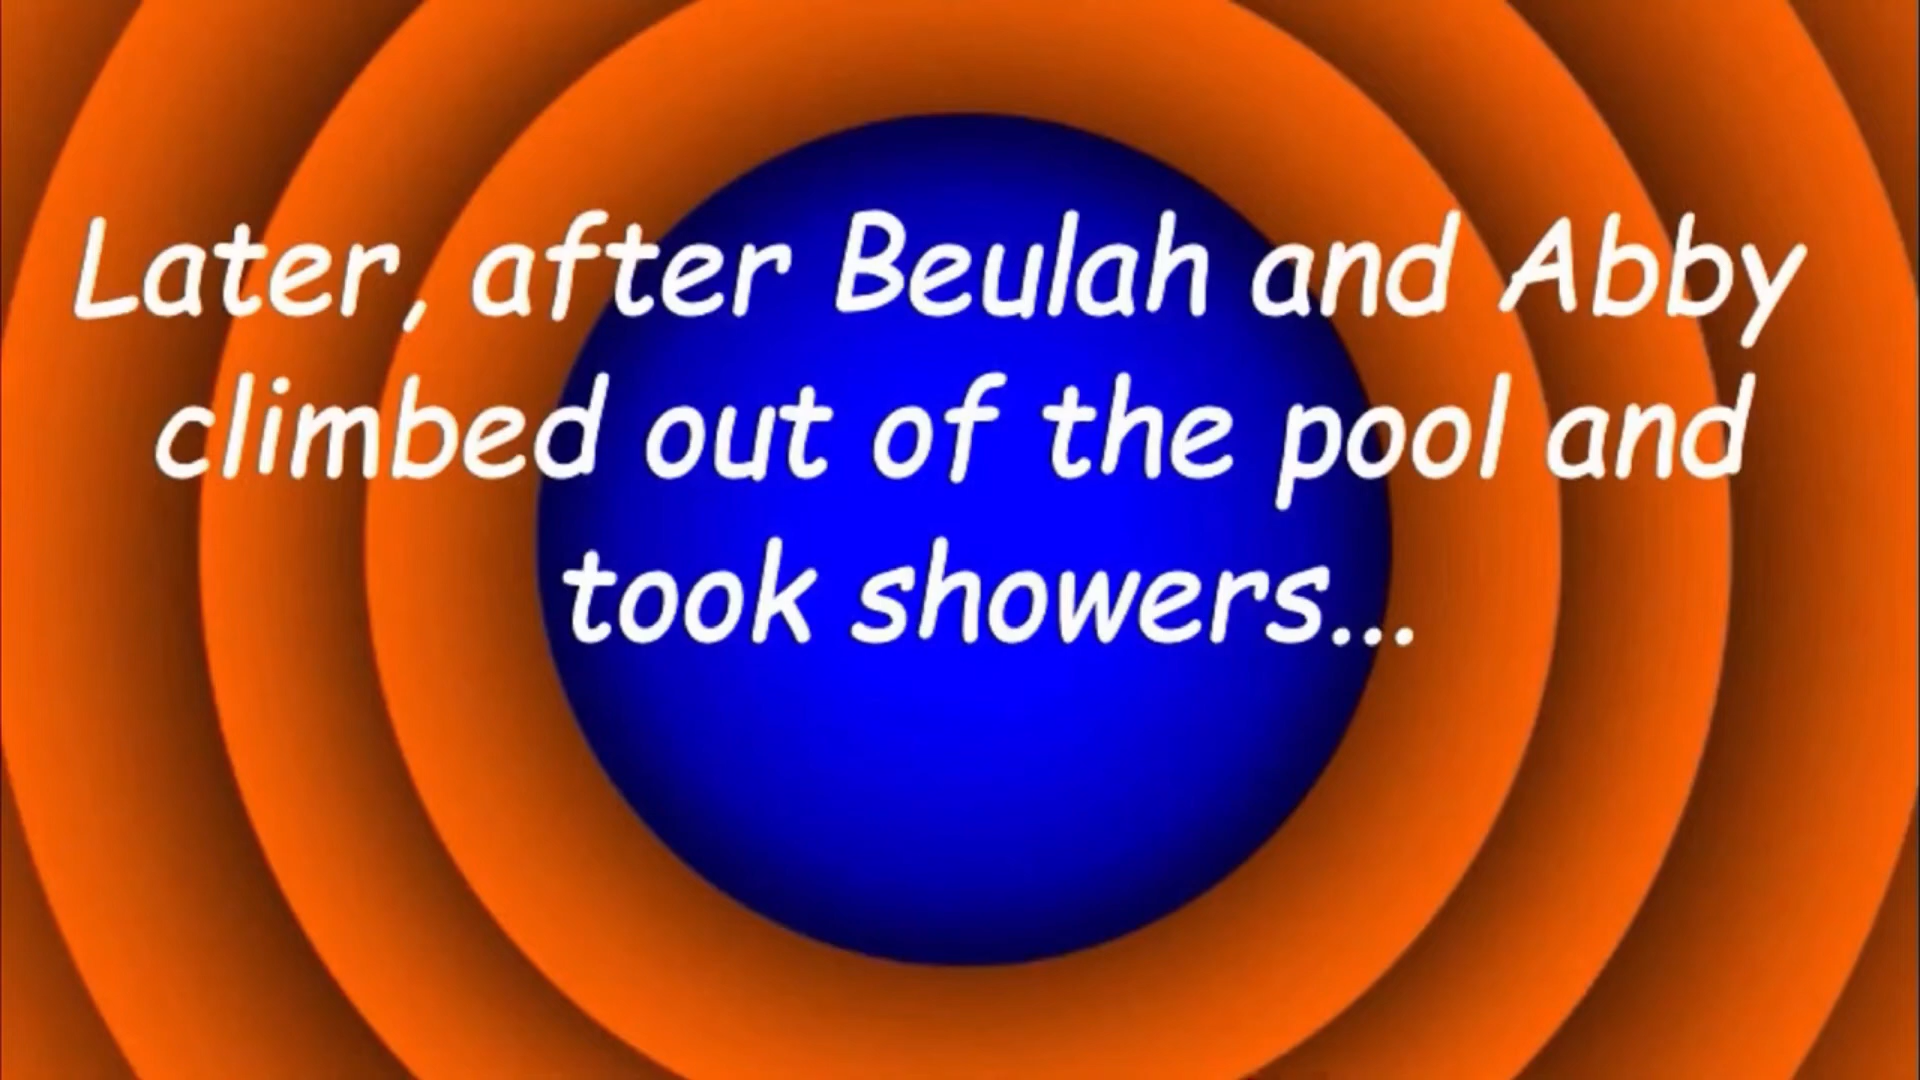 Later, after Beulah and Abby
climbed out of the pool and
took showers...